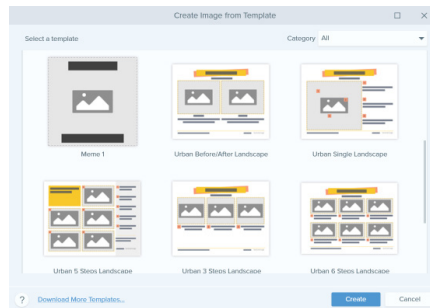 Create Image from Template
Select a template
Category All
Meme 1
Urban Before/After Landscape
Urban Single Landscape
Urban 5 Steps Landscape
Urban 3 Steps Landscape
Urban 6 Steps Landscape
? Download More Templates...
Create
Cancel